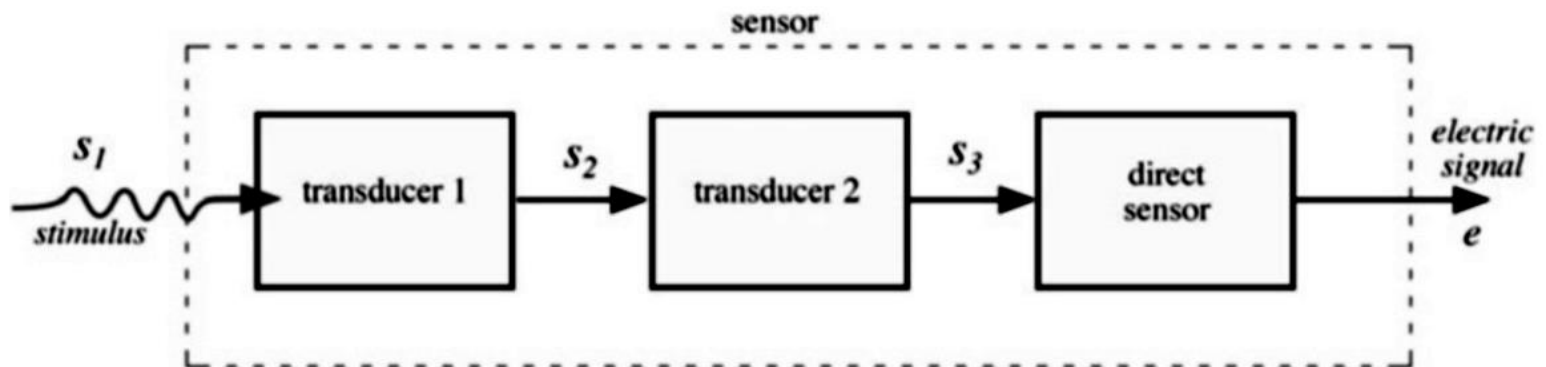 sensor
s1
stimulus
transducer 1
s2
transducer 2
s3
direct
sensor
electric
signal
e